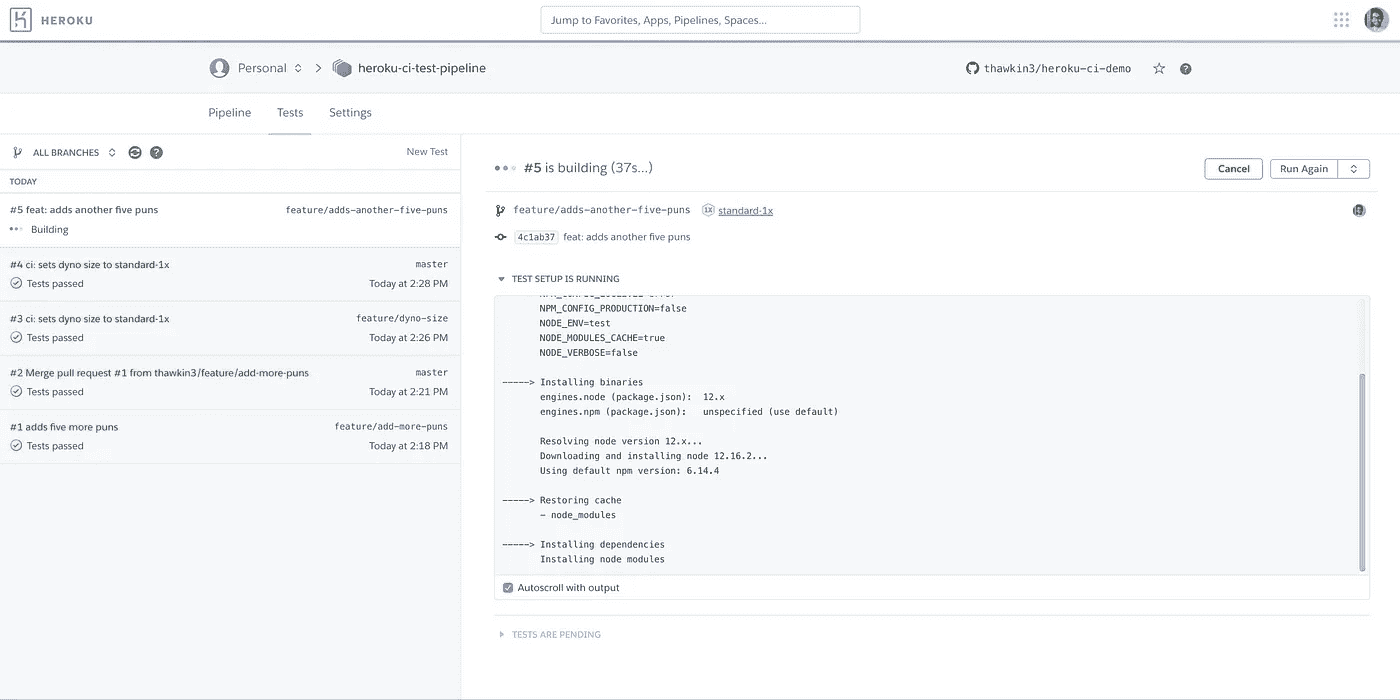 HEROKU
Jump to Favorites, Apps, Pipelines, Spaces...
Personal > heroku-ci-test-pipeline
thawkin3/heroku-ci-demo
Pipeline Tests Settings
ALL BRANCHES New Test
TODAY
#5 feat: adds another five puns feature/adds-another-five-puns
Building
#4 ci: sets dyno size to standard-1x master
Tests passed Today at 2:28 PM
#3 ci: sets dyno size to standard-1x feature/dyno-size
Tests passed Today at 2:26 PM
#2 Merge pull request #1 from thawkin3/feature/add-more-puns master
Tests passed Today at 2:21 PM
#1 adds five more puns feature/add-more-puns
Tests passed Today at 2:18 PM
#5 is building (37s...)
Cancel Run Again
feature/adds-another-five-puns 1X standard-1x
4c1ab37 feat: adds another five puns
TEST SETUP IS RUNNING
NPM_CONFIG_PRODUCTION=false
NODE_ENV=test
NODE_MODULES_CACHE=true
NODE_VERBOSE=false
-----> Installing binaries
engines.node (package.json): 12.x
engines.npm (package.json): unspecified (use default)
Resolving node version 12.x...
Downloading and installing node 12.16.2...
Using default npm version: 6.14.4
-----> Restoring cache
- node_modules
-----> Installing dependencies
Installing node modules
Autoscroll with output
TESTS ARE PENDING